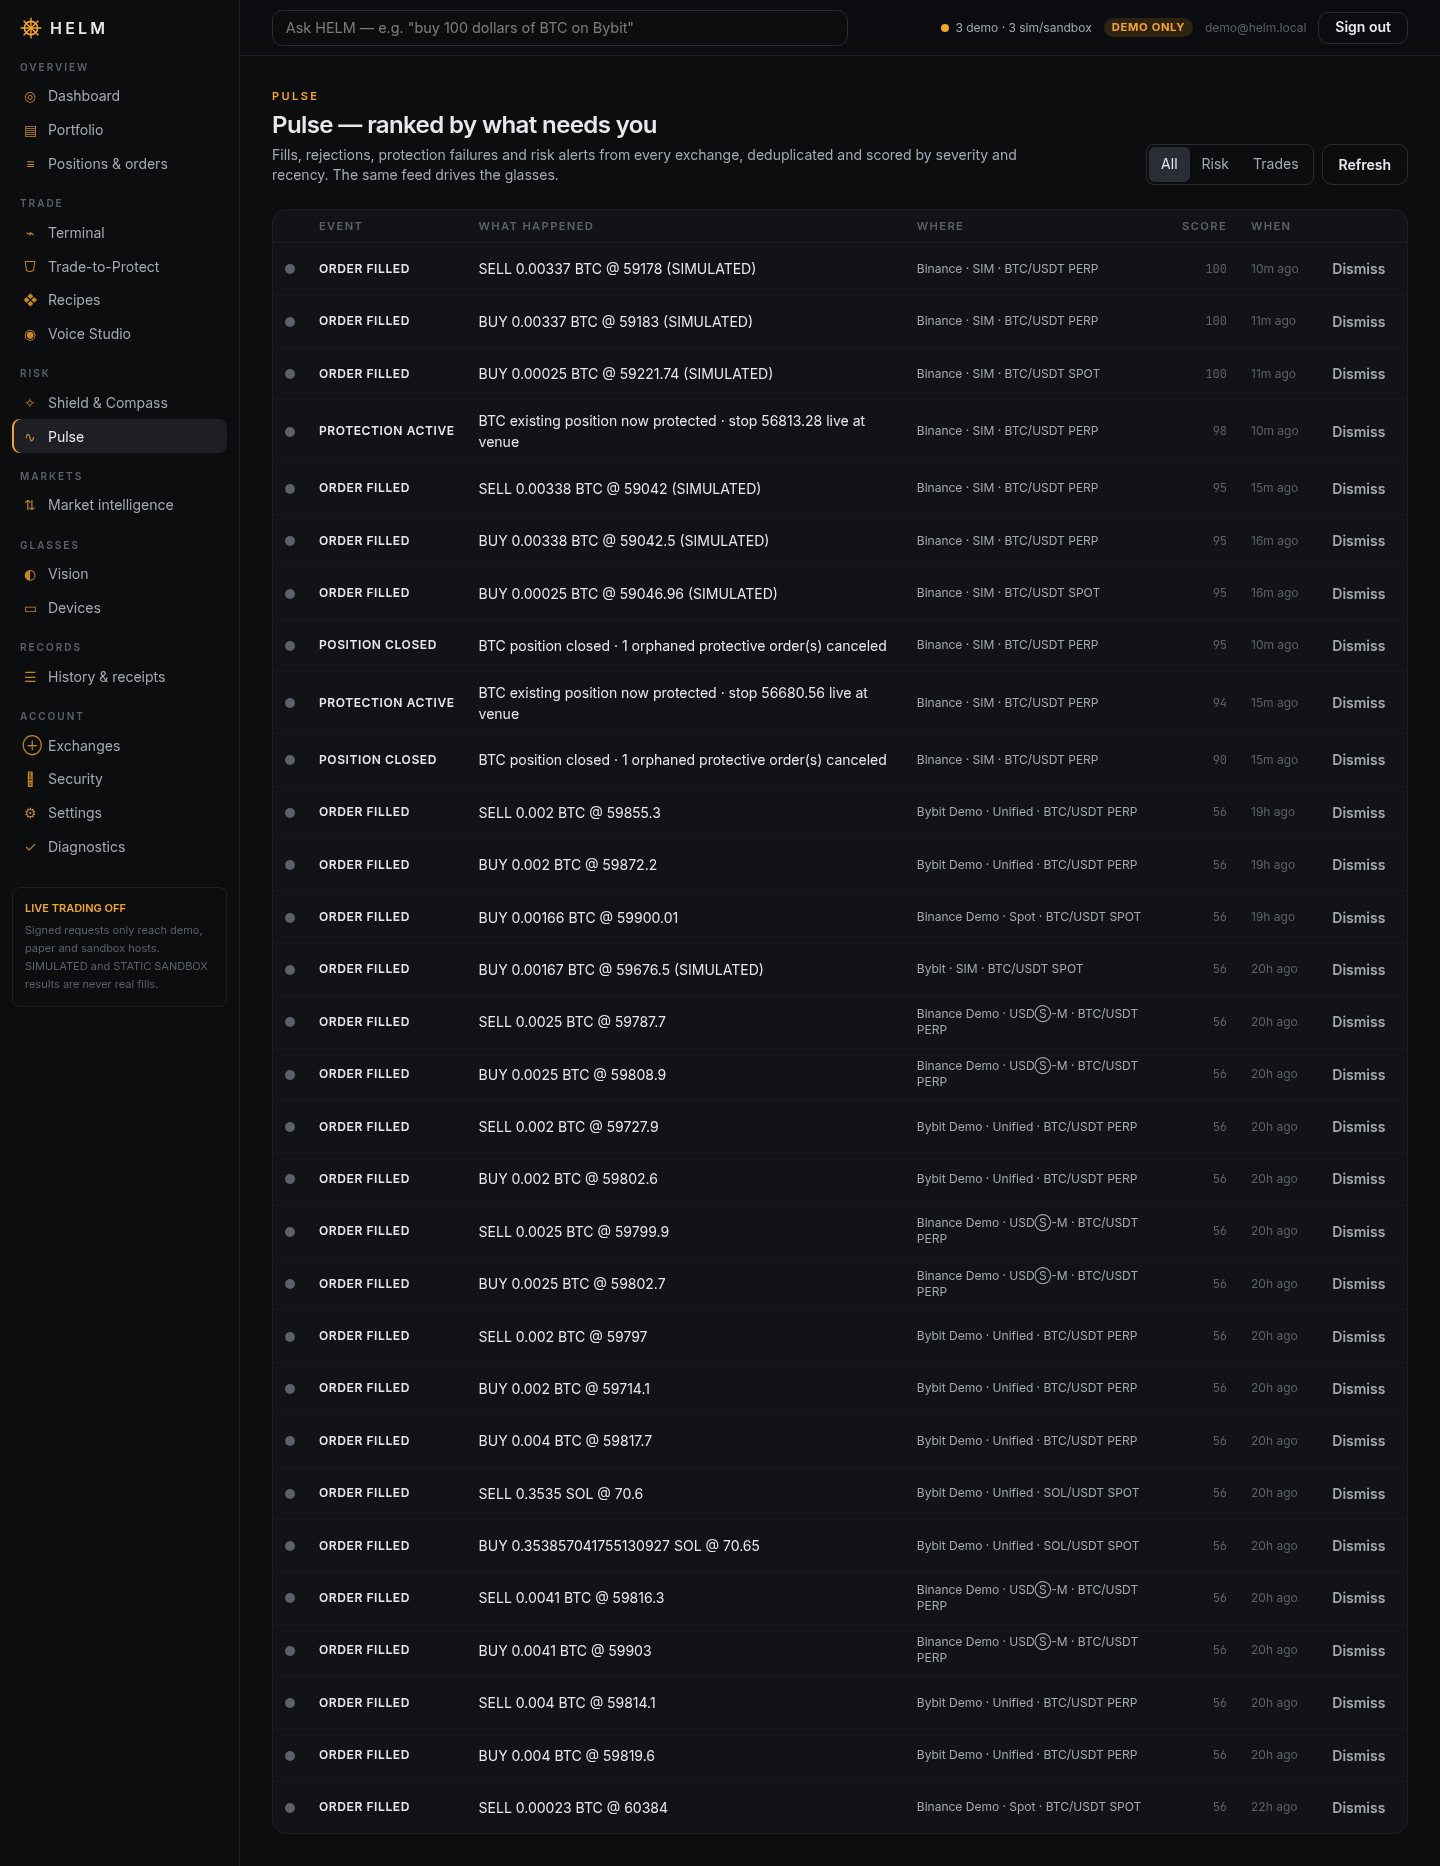 HELM
OVERVIEW
Dashboard
Portfolio
Positions & orders
TRADE
Terminal
Trade-to-Protect
Recipes
Voice Studio
RISK
Shield & Compass
Pulse
MARKETS
Market intelligence
GLASSES
Vision
Devices
RECORDS
History & receipts
ACCOUNT
Exchanges
Security
Settings
Diagnostics
LIVE TRADING OFF
Signed requests only reach demo,
paper and sandbox hosts.
SIMULATED and STATIC SANDBOX
results are never real fills.
Ask HELM — e.g. "buy 100 dollars of BTC on Bybit"
3 demo · 3 sim/sandbox DEMO ONLY demo@helm.local Sign out
PULSE
Pulse — ranked by what needs you
Fills, rejections, protection failures and risk alerts from every exchange, deduplicated and scored by severity and
recency. The same feed drives the glasses.
All Risk Trades Refresh
EVENT WHAT HAPPENED WHERE SCORE WHEN
ORDER FILLED SELL 0.00337 BTC @ 59178 (SIMULATED) Binance · SIM · BTC/USDT PERP 100 10m ago Dismiss
ORDER FILLED BUY 0.00337 BTC @ 59183 (SIMULATED) Binance · SIM · BTC/USDT PERP 100 11m ago Dismiss
ORDER FILLED BUY 0.00025 BTC @ 59221.74 (SIMULATED) Binance · SIM · BTC/USDT SPOT 100 11m ago Dismiss
PROTECTION ACTIVE BTC existing position now protected · stop 56813.28 live at
venue Binance · SIM · BTC/USDT PERP 98 10m ago Dismiss
ORDER FILLED SELL 0.00338 BTC @ 59042 (SIMULATED) Binance · SIM · BTC/USDT PERP 95 15m ago Dismiss
ORDER FILLED BUY 0.00338 BTC @ 59042.5 (SIMULATED) Binance · SIM · BTC/USDT PERP 95 16m ago Dismiss
ORDER FILLED BUY 0.00025 BTC @ 59046.96 (SIMULATED) Binance · SIM · BTC/USDT SPOT 95 16m ago Dismiss
POSITION CLOSED BTC position closed · 1 orphaned protective order(s) canceled Binance · SIM · BTC/USDT PERP 95 10m ago Dismiss
PROTECTION ACTIVE BTC existing position now protected · stop 56680.56 live at
venue Binance · SIM · BTC/USDT PERP 94 15m ago Dismiss
POSITION CLOSED BTC position closed · 1 orphaned protective order(s) canceled Binance · SIM · BTC/USDT PERP 90 15m ago Dismiss
ORDER FILLED SELL 0.002 BTC @ 59855.3 Bybit Demo · Unified · BTC/USDT PERP 56 19h ago Dismiss
ORDER FILLED BUY 0.002 BTC @ 59872.2 Bybit Demo · Unified · BTC/USDT PERP 56 19h ago Dismiss
ORDER FILLED BUY 0.00166 BTC @ 59900.01 Binance Demo · Spot · BTC/USDT SPOT 56 19h ago Dismiss
ORDER FILLED BUY 0.00167 BTC @ 59676.5 (SIMULATED) Bybit · SIM · BTC/USDT SPOT 56 20h ago Dismiss
ORDER FILLED SELL 0.0025 BTC @ 59787.7 Binance Demo · USDⓈ-M · BTC/USDT
PERP 56 20h ago Dismiss
ORDER FILLED BUY 0.0025 BTC @ 59808.9 Binance Demo · USDⓈ-M · BTC/USDT
PERP 56 20h ago Dismiss
ORDER FILLED SELL 0.002 BTC @ 59727.9 Bybit Demo · Unified · BTC/USDT PERP 56 20h ago Dismiss
ORDER FILLED BUY 0.002 BTC @ 59802.6 Bybit Demo · Unified · BTC/USDT PERP 56 20h ago Dismiss
ORDER FILLED SELL 0.0025 BTC @ 59799.9 Binance Demo · USDⓈ-M · BTC/USDT
PERP 56 20h ago Dismiss
ORDER FILLED BUY 0.0025 BTC @ 59802.7 Binance Demo · USDⓈ-M · BTC/USDT
PERP 56 20h ago Dismiss
ORDER FILLED SELL 0.002 BTC @ 59797 Bybit Demo · Unified · BTC/USDT PERP 56 20h ago Dismiss
ORDER FILLED BUY 0.002 BTC @ 59714.1 Bybit Demo · Unified · BTC/USDT PERP 56 20h ago Dismiss
ORDER FILLED BUY 0.004 BTC @ 59817.7 Bybit Demo · Unified · BTC/USDT PERP 56 20h ago Dismiss
ORDER FILLED SELL 0.3535 SOL @ 70.6 Bybit Demo · Unified · SOL/USDT SPOT 56 20h ago Dismiss
ORDER FILLED BUY 0.353857041755130927 SOL @ 70.65 Bybit Demo · Unified · SOL/USDT SPOT 56 20h ago Dismiss
ORDER FILLED SELL 0.0041 BTC @ 59816.3 Binance Demo · USDⓈ-M · BTC/USDT
PERP 56 20h ago Dismiss
ORDER FILLED BUY 0.0041 BTC @ 59903 Binance Demo · USDⓈ-M · BTC/USDT
PERP 56 20h ago Dismiss
ORDER FILLED SELL 0.004 BTC @ 59814.1 Bybit Demo · Unified · BTC/USDT PERP 56 20h ago Dismiss
ORDER FILLED BUY 0.004 BTC @ 59819.6 Bybit Demo · Unified · BTC/USDT PERP 56 20h ago Dismiss
ORDER FILLED SELL 0.00023 BTC @ 60384 Binance Demo · Spot · BTC/USDT SPOT 56 22h ago Dismiss